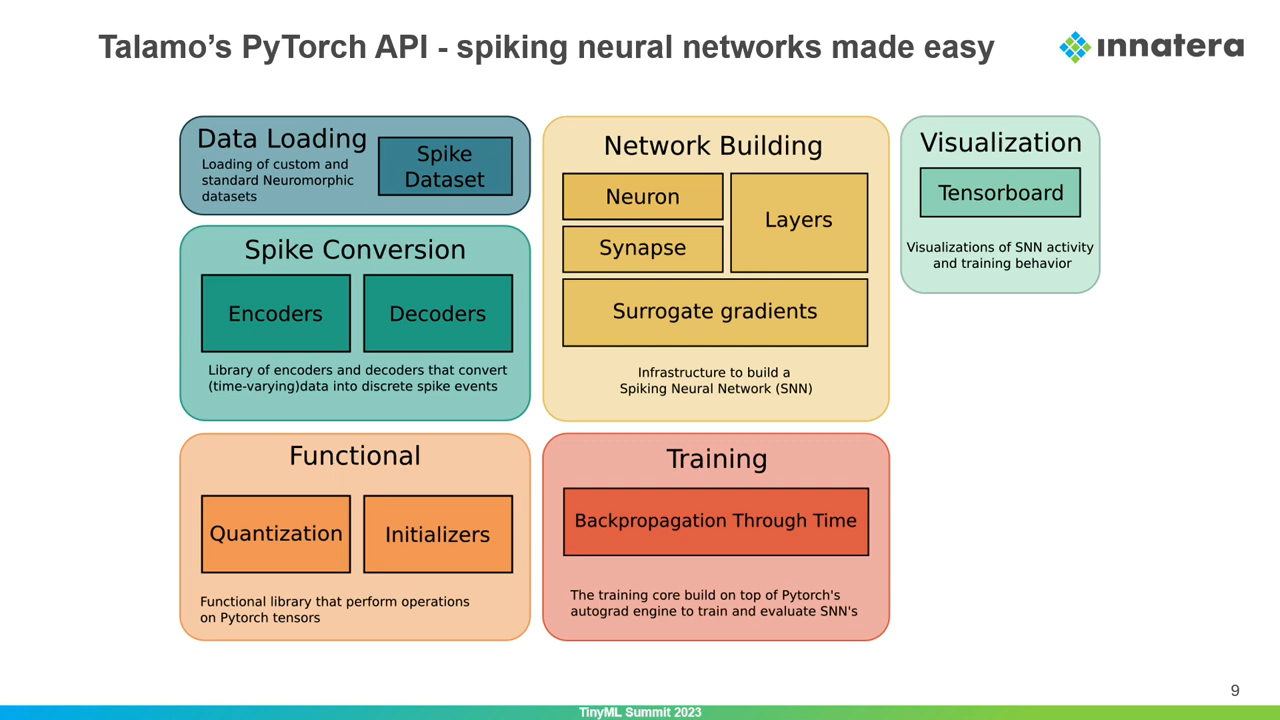 Talamo’s PyTorch API - spiking neural networks made easy
innatera
Data Loading
Loading of custom and
standard Neuromorphic
datasets
Spike
Dataset
Spike Conversion
Encoders
Decoders
Library of encoders and decoders that convert
(time-varying)data into discrete spike events
Network Building
Neuron
Synapse
Layers
Surrogate gradients
Infrastructure to build a
Spiking Neural Network (SNN)
Visualization
Tensorboard
Visualizations of SNN activity
and training behavior
Functional
Quantization
Initializers
Functional library that perform operations
on Pytorch tensors
Training
Backpropagation Through Time
The training core build on top of Pytorch's
autograd engine to train and evaluate SNN's
9
TinyML Summit 2023